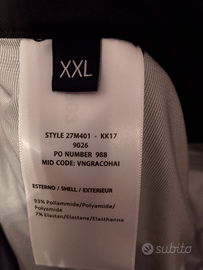 XXL
STYLE 27M401 - KK17
9026
PO NUMBER 988
MID CODE: VNGRACOHAI
ESTERNO / SHELL / EXTERIEUR
93% Poliammide/Polyamide/
Polyamide
7% Elastan/Elastane/Elasthanne
subito